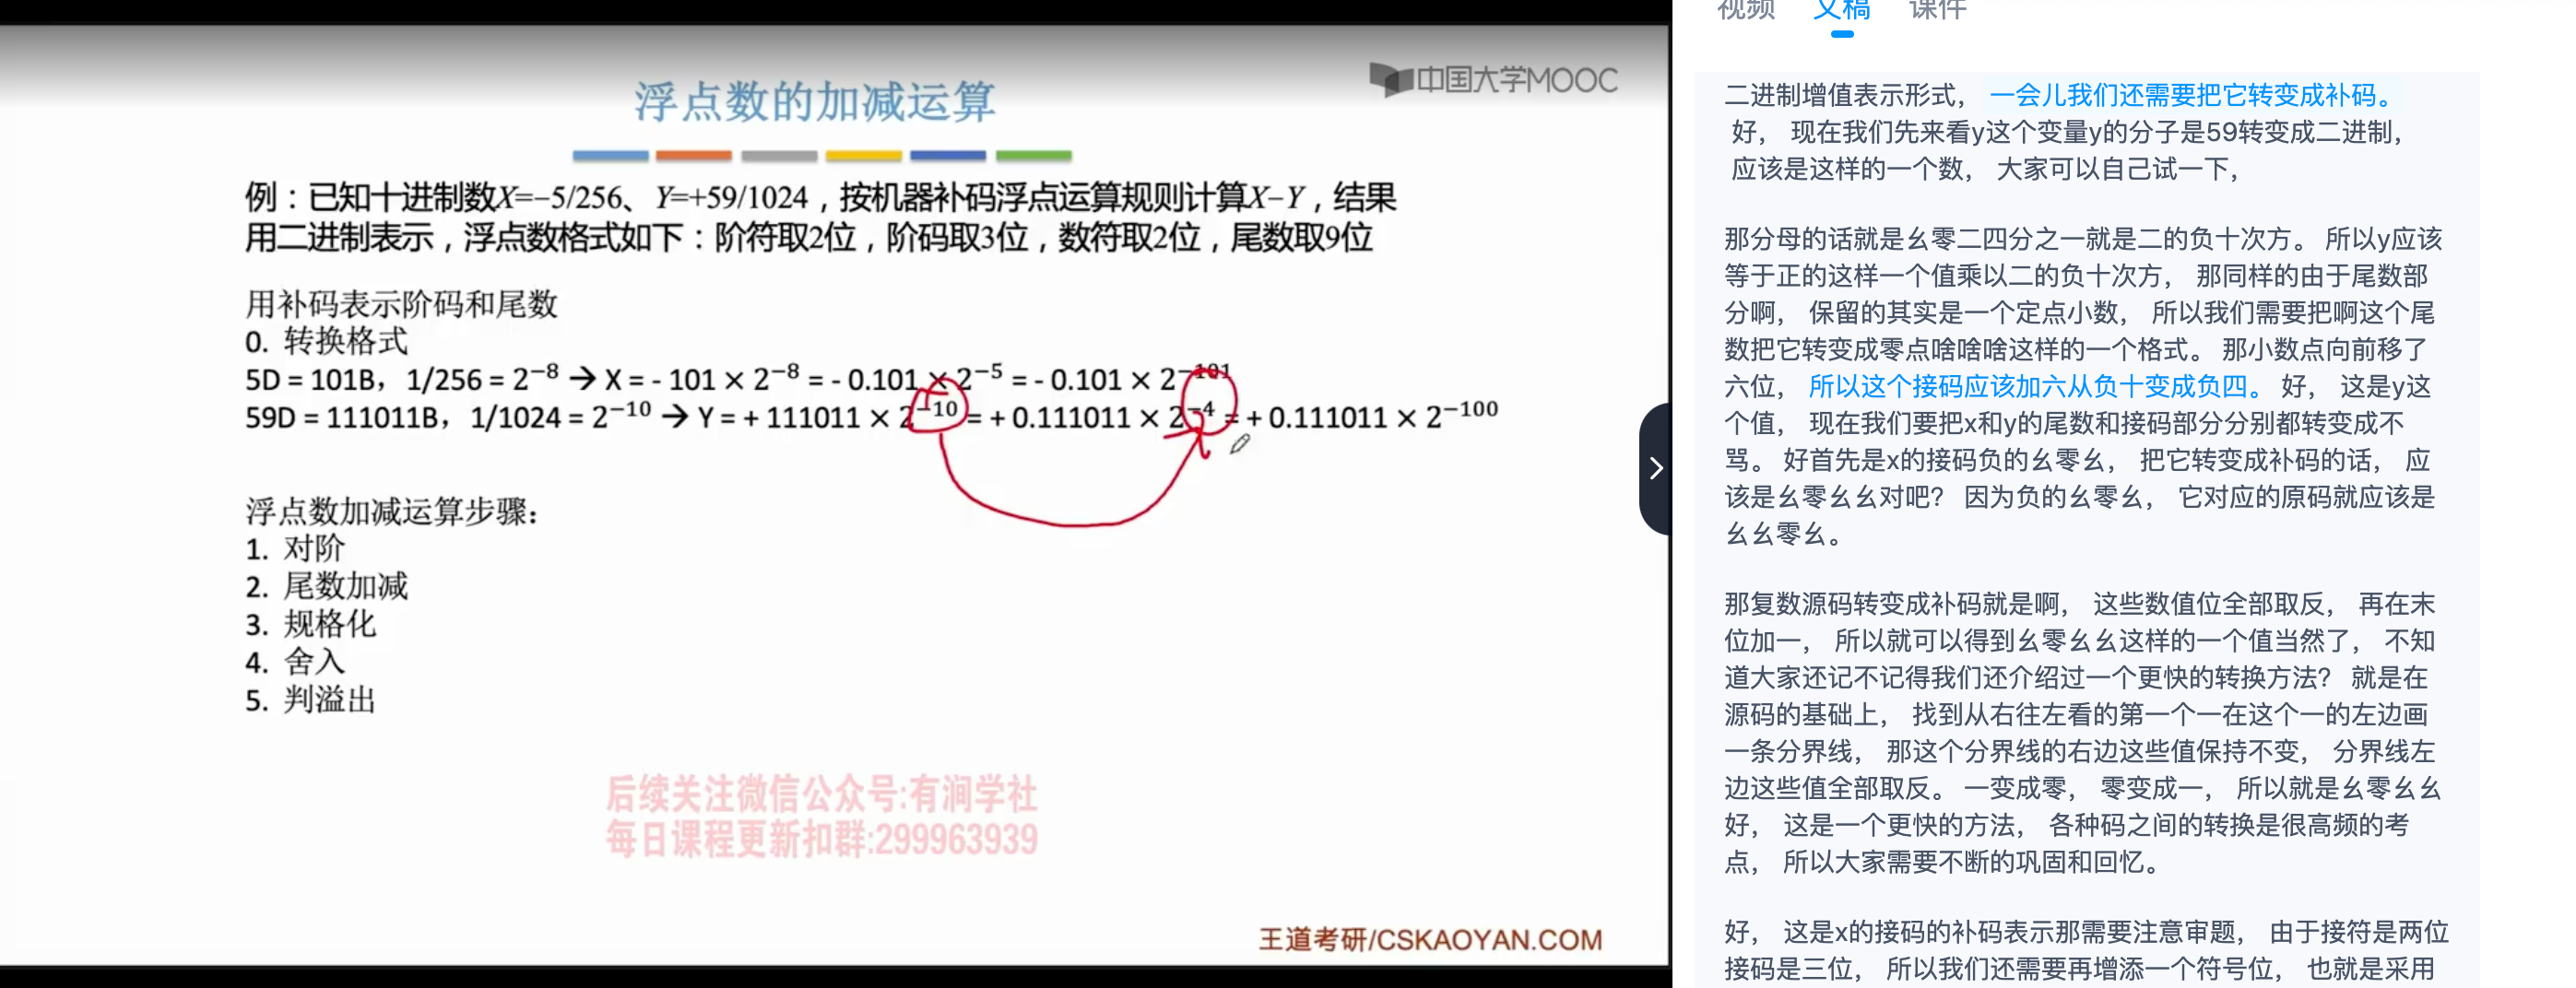 中国大学MOOC
浮点数的加减运算
例：已知十进制数X=−5/256、Y=+59/1024，按机器补码浮点运算规则计算X−Y，结果
用二进制表示，浮点数格式如下：阶符取2位，阶码取3位，数符取2位，尾数取9位
用补码表示阶码和尾数
0. 转换格式
5D = 101B，1/256 = 2⁻⁸ → X = - 101 × 2⁻⁸ = - 0.101 × 2⁻⁵ = - 0.101 × 2⁻¹⁰¹
59D = 111011B，1/1024 = 2⁻¹⁰ → Y = + 111011 × 2⁻¹⁰ = + 0.111011 × 2⁻⁴ = + 0.111011 × 2⁻¹⁰⁰
浮点数加减运算步骤：
1. 对阶
2. 尾数加减
3. 规格化
4. 舍入
5. 判溢出
后续关注微信公众号:有涧学社
每日课程更新扣群:299963939
王道考研/CSKAOYAN.COM
视频 文稿 课件
二进制增值表示形式， 一会儿我们还需要把它转变成补码。
好， 现在我们先来看y这个变量y的分子是59转变成二进制，
应该是这样的一个数， 大家可以自己试一下，
那分母的话就是幺零二四分之一就是二的负十次方。 所以y应该
等于正的这样一个值乘以二的负十次方， 那同样的由于尾数部
分啊， 保留的其实是一个定点小数， 所以我们需要把啊这个尾
数把它转变成零点啥啥啥这样的一个格式。 那小数点向前移了
六位， 所以这个接码应该加六从负十变成负四。 好， 这是y这
个值， 现在我们要把x和y的尾数和接码部分分别都转变成不
骂。 好首先是x的接码负的幺零幺， 把它转变成补码的话， 应
该是幺零幺幺对吧? 因为负的幺零幺， 它对应的原码就应该是
幺幺零幺。
那复数源码转变成补码就是啊， 这些数值位全部取反， 再在末
位加一， 所以就可以得到幺零幺幺这样的一个值当然了， 不知
道大家还记不记得我们还介绍过一个更快的转换方法? 就是在
源码的基础上， 找到从右往左看的第一个一在这个一的左边画
一条分界线， 那这个分界线的右边这些值保持不变， 分界线左
边这些值全部取反。 一变成零， 零变成一， 所以就是幺零幺幺
好， 这是一个更快的方法， 各种码之间的转换是很高频的考
点， 所以大家需要不断的巩固和回忆。
好， 这是x的接码的补码表示那需要注意审题， 由于接符是两位
接码是三位， 所以我们还需要再增添一个符号位， 也就是采用